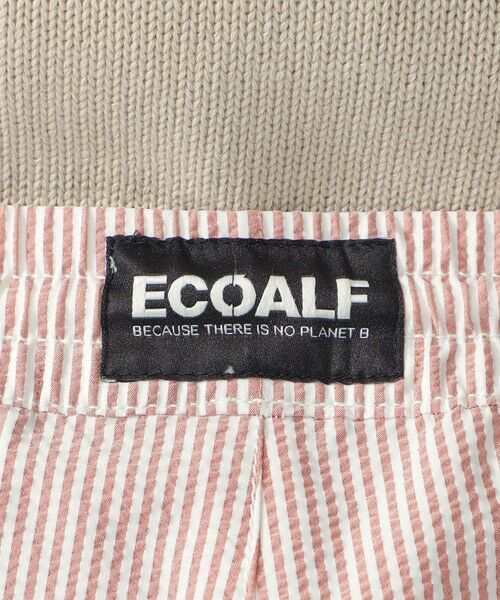 ECOALF
BECAUSE THERE IS NO PLANET B